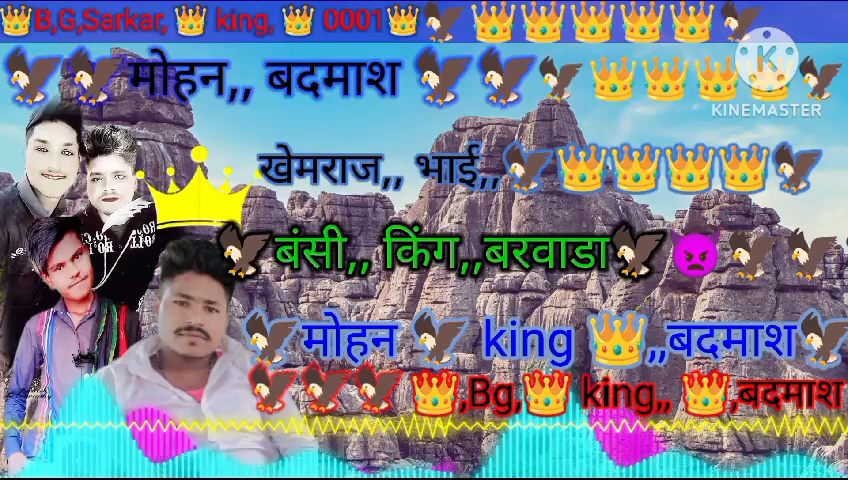 👑B,G,Sarkar, 👑 king, 👑 0001👑🦅 👑👑👑👑👑🦅
🦅🦅मोहन,, बदमाश 🦅🦅🦅👑👑👑👑🦅
K
KINEMASTER
खेमराज,, भाई,,🦅👑👑👑👑🦅
🦅बंसी,, किंग,,बरवाडा🦅👿🦅🦅
🦅मोहन 🦅 king 👑,,बदमाश🦅
🦅🦅🦅 👑,Bg,👑 king,, 👑,बदमाश